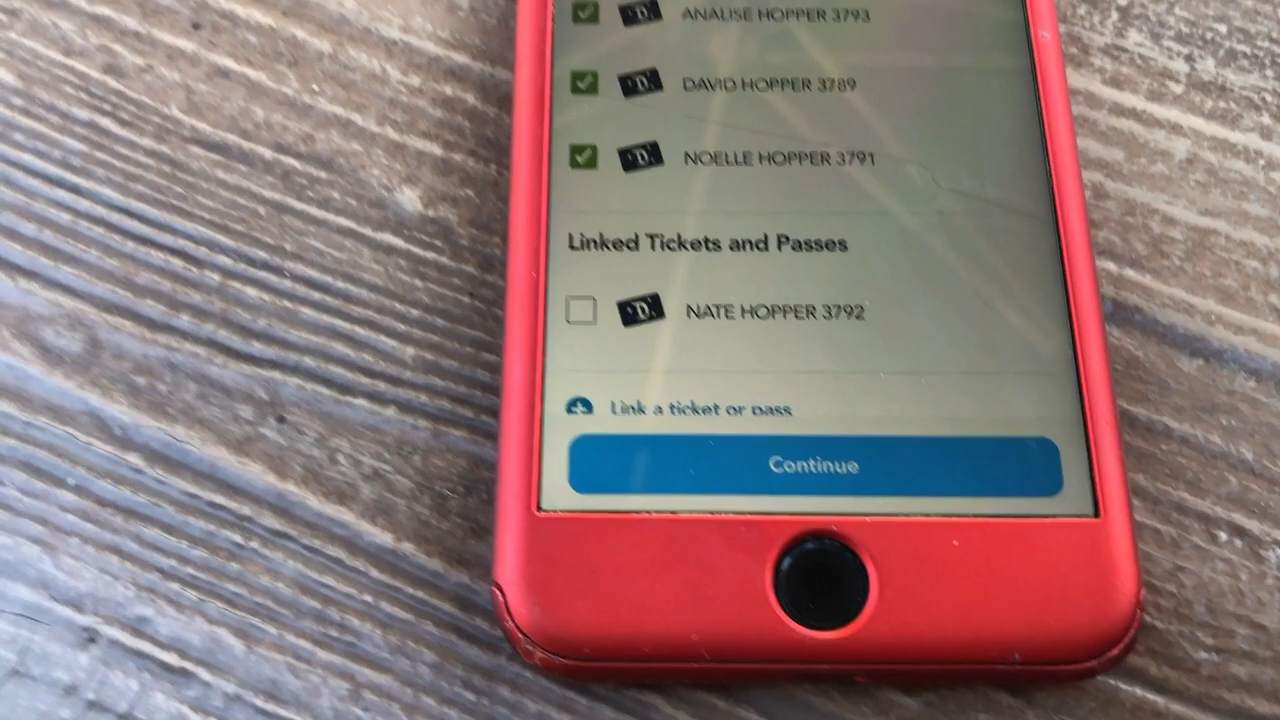 D ANALISE HOPPER 3793
D DAVID HOPPER 3789
D NOELLE HOPPER 3791
Linked Tickets and Passes
D NATE HOPPER 3792
Link a ticket or pass
Continue